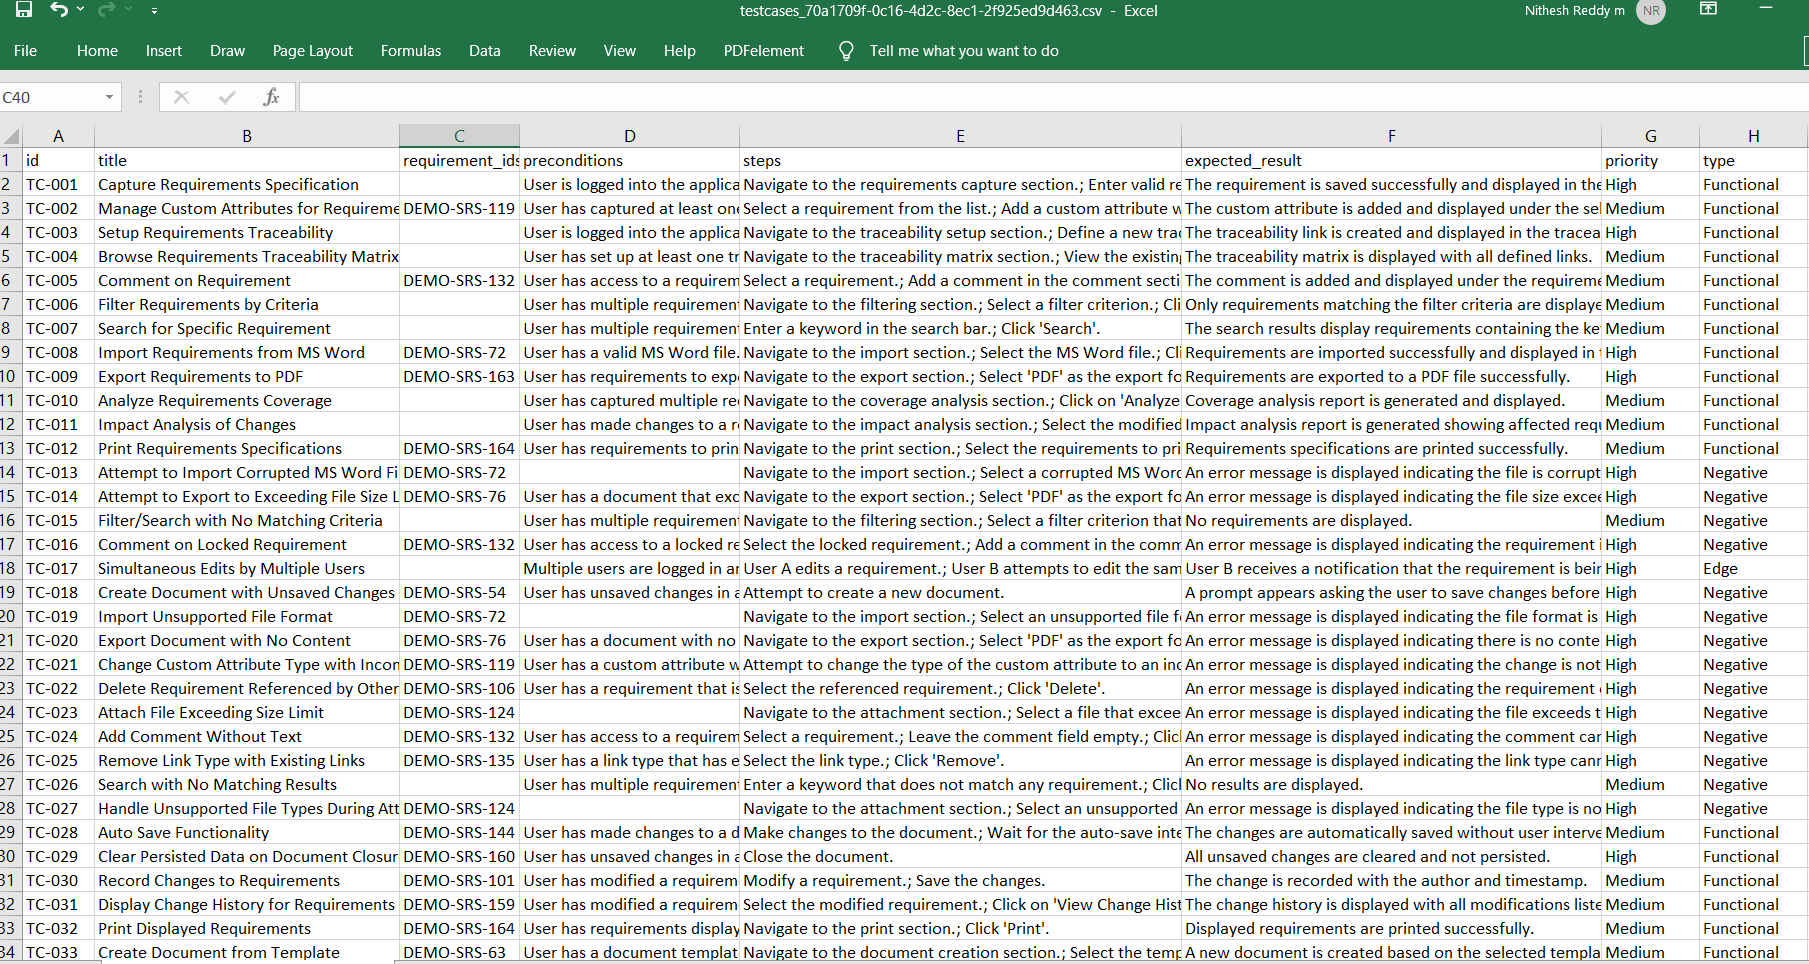 testcases_70a1709f-0c16-4d2c-8ec1-2f925ed9d463.csv - Excel
Nithesh Reddy m NR
File Home Insert Draw Page Layout Formulas Data Review View Help PDFelement Tell me what you want to do
C40 fx
A B C D E F G H
1 id title requirement_ids preconditions steps expected_result priority type
2 TC-001 Capture Requirements Specification User is logged into the applica Navigate to the requirements capture section.; Enter valid re The requirement is saved successfully and displayed in the High Functional
3 TC-002 Manage Custom Attributes for Requireme DEMO-SRS-119 User has captured at least one Select a requirement from the list.; Add a custom attribute w The custom attribute is added and displayed under the sel Medium Functional
4 TC-003 Setup Requirements Traceability User is logged into the applica Navigate to the traceability setup section.; Define a new trac The traceability link is created and displayed in the tracea High Functional
5 TC-004 Browse Requirements Traceability Matrix User has set up at least one tr Navigate to the traceability matrix section.; View the existing The traceability matrix is displayed with all defined links. Medium Functional
6 TC-005 Comment on Requirement DEMO-SRS-132 User has access to a requirem Select a requirement.; Add a comment in the comment secti The comment is added and displayed under the requireme Medium Functional
7 TC-006 Filter Requirements by Criteria User has multiple requirement Navigate to the filtering section.; Select a filter criterion.; Cli Only requirements matching the filter criteria are displaye Medium Functional
8 TC-007 Search for Specific Requirement User has multiple requirement Enter a keyword in the search bar.; Click 'Search'. The search results display requirements containing the ke Medium Functional
9 TC-008 Import Requirements from MS Word DEMO-SRS-72 User has a valid MS Word file. Navigate to the import section.; Select the MS Word file.; Cli Requirements are imported successfully and displayed in High Functional
10 TC-009 Export Requirements to PDF DEMO-SRS-163 User has requirements to expo Navigate to the export section.; Select 'PDF' as the export fo Requirements are exported to a PDF file successfully. High Functional
11 TC-010 Analyze Requirements Coverage User has captured multiple re Navigate to the coverage analysis section.; Click on 'Analyze Coverage analysis report is generated and displayed. Medium Functional
12 TC-011 Impact Analysis of Changes User has made changes to a r Navigate to the impact analysis section.; Select the modified Impact analysis report is generated showing affected requ Medium Functional
13 TC-012 Print Requirements Specifications DEMO-SRS-164 User has requirements to prin Navigate to the print section.; Select the requirements to pri Requirements specifications are printed successfully. Medium Functional
14 TC-013 Attempt to Import Corrupted MS Word Fi DEMO-SRS-72 Navigate to the import section.; Select a corrupted MS Word An error message is displayed indicating the file is corrupt High Negative
15 TC-014 Attempt to Export to Exceeding File Size L DEMO-SRS-76 User has a document that exc Navigate to the export section.; Select 'PDF' as the export fo An error message is displayed indicating the file size excee High Negative
16 TC-015 Filter/Search with No Matching Criteria User has multiple requirement Navigate to the filtering section.; Select a filter criterion that No requirements are displayed. Medium Negative
17 TC-016 Comment on Locked Requirement DEMO-SRS-132 User has access to a locked re Select the locked requirement.; Add a comment in the comm An error message is displayed indicating the requirement High Negative
18 TC-017 Simultaneous Edits by Multiple Users Multiple users are logged in an User A edits a requirement.; User B attempts to edit the sam User B receives a notification that the requirement is bein High Edge
19 TC-018 Create Document with Unsaved Changes DEMO-SRS-54 User has unsaved changes in a Attempt to create a new document. A prompt appears asking the user to save changes before High Negative
20 TC-019 Import Unsupported File Format DEMO-SRS-72 Navigate to the import section.; Select an unsupported file f An error message is displayed indicating the file format is High Negative
21 TC-020 Export Document with No Content DEMO-SRS-76 User has a document with no Navigate to the export section.; Select 'PDF' as the export fo An error message is displayed indicating there is no conte High Negative
22 TC-021 Change Custom Attribute Type with Incon DEMO-SRS-119 User has a custom attribute w Attempt to change the type of the custom attribute to an inc An error message is displayed indicating the change is not High Negative
23 TC-022 Delete Requirement Referenced by Other DEMO-SRS-106 User has a requirement that is Select the referenced requirement.; Click 'Delete'. An error message is displayed indicating the requirement High Negative
24 TC-023 Attach File Exceeding Size Limit DEMO-SRS-124 Navigate to the attachment section.; Select a file that excee An error message is displayed indicating the file exceeds t High Negative
25 TC-024 Add Comment Without Text DEMO-SRS-132 User has access to a requirem Select a requirement.; Leave the comment field empty.; Clic An error message is displayed indicating the comment can High Negative
26 TC-025 Remove Link Type with Existing Links DEMO-SRS-135 User has a link type that has e Select the link type.; Click 'Remove'. An error message is displayed indicating the link type cann High Negative
27 TC-026 Search with No Matching Results User has multiple requirement Enter a keyword that does not match any requirement.; Clic No results are displayed. Medium Negative
28 TC-027 Handle Unsupported File Types During Att DEMO-SRS-124 Navigate to the attachment section.; Select an unsupported An error message is displayed indicating the file type is no High Negative
29 TC-028 Auto Save Functionality DEMO-SRS-144 User has made changes to a d Make changes to the document.; Wait for the auto-save inte The changes are automatically saved without user interve Medium Functional
30 TC-029 Clear Persisted Data on Document Closur DEMO-SRS-160 User has unsaved changes in a Close the document. All unsaved changes are cleared and not persisted. High Functional
31 TC-030 Record Changes to Requirements DEMO-SRS-101 User has modified a requirem Modify a requirement.; Save the changes. The change is recorded with the author and timestamp. Medium Functional
32 TC-031 Display Change History for Requirements DEMO-SRS-159 User has modified a requirem Select the modified requirement.; Click on 'View Change Hist The change history is displayed with all modifications liste Medium Functional
33 TC-032 Print Displayed Requirements DEMO-SRS-164 User has requirements display Navigate to the print section.; Click 'Print'. Displayed requirements are printed successfully. Medium Functional
34 TC-033 Create Document from Template DEMO-SRS-63 User has a document templat Navigate to the document creation section.; Select the temp A new document is created based on the selected templa Medium Functional